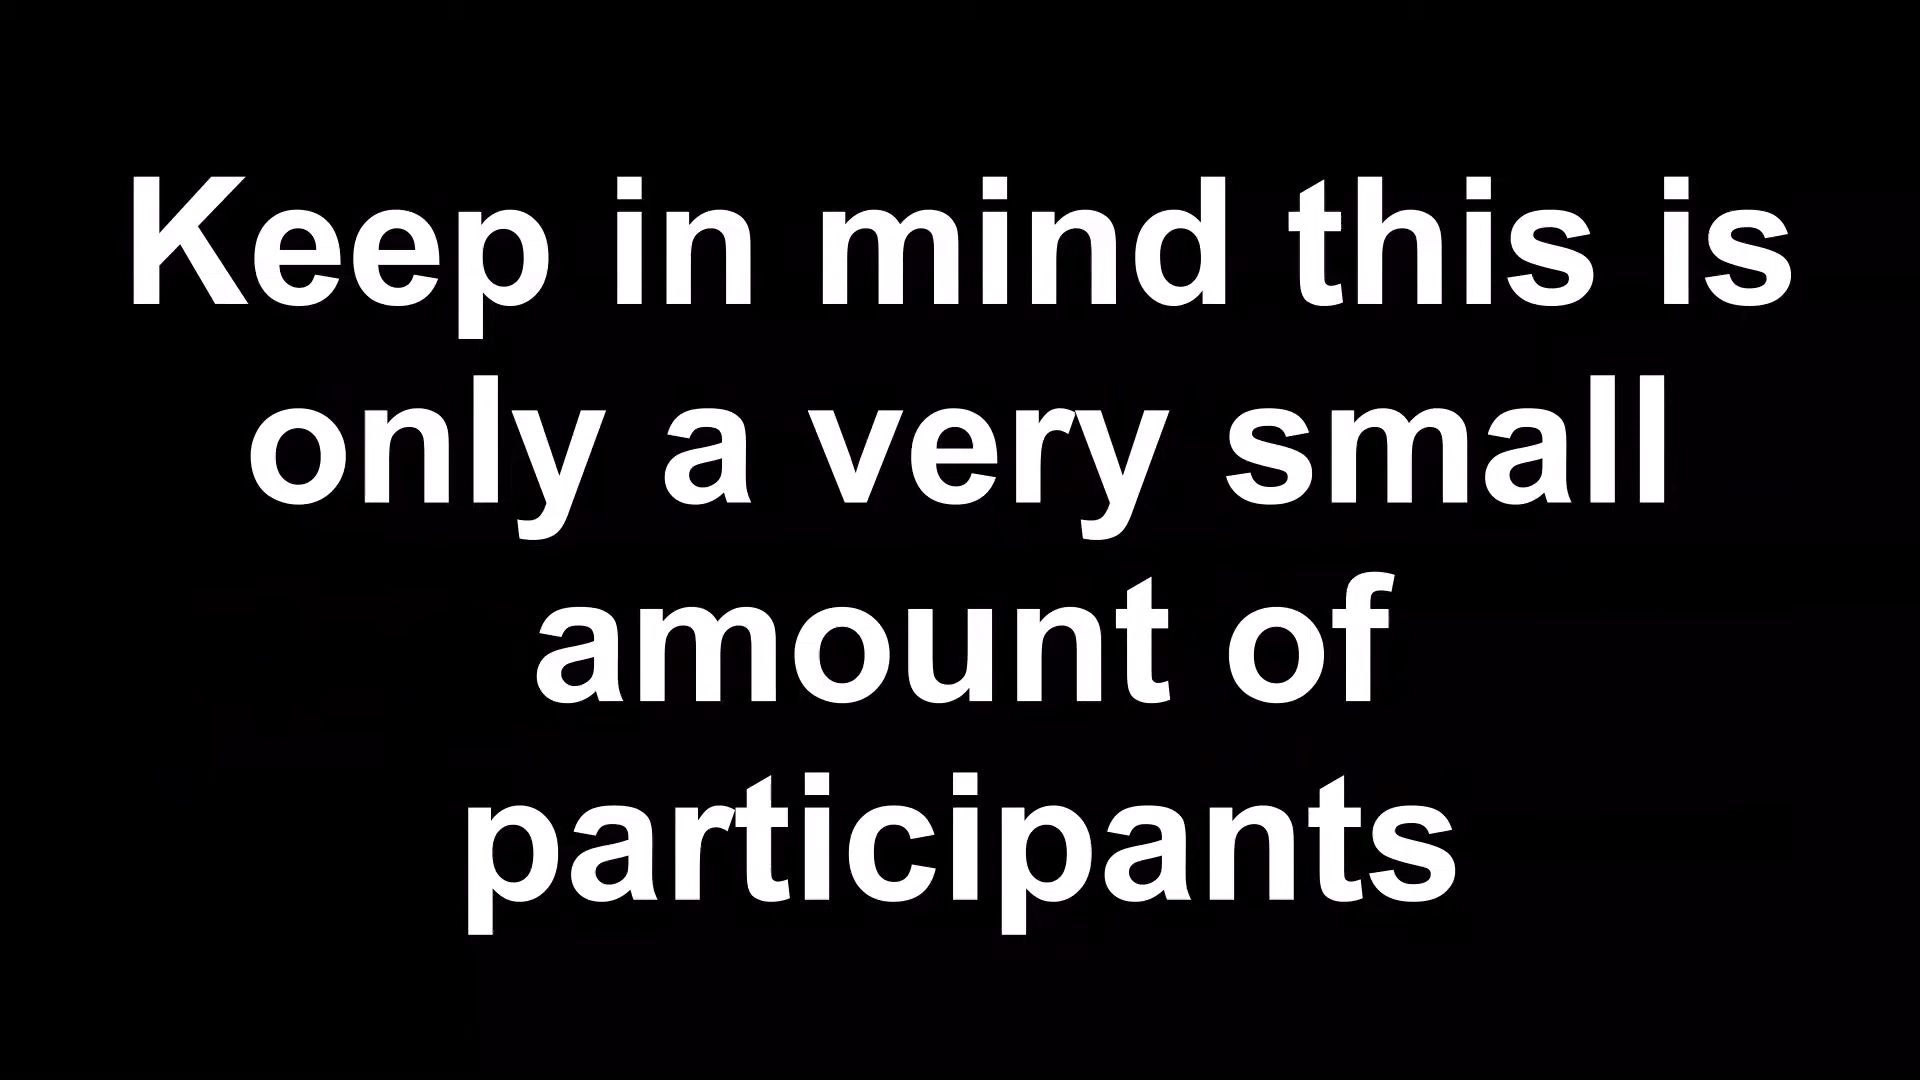 Keep in mind this is
only a very small
amount of
participants